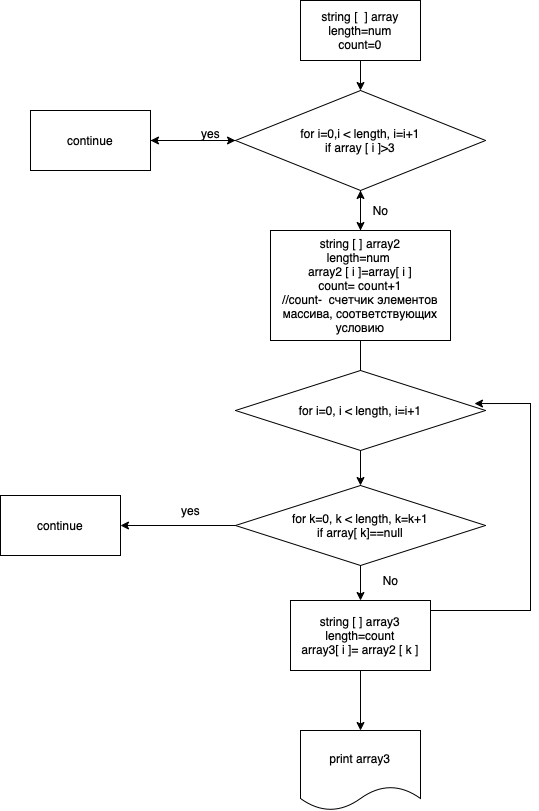 string [  ] array
length=num
count=0
for i=0,i < length, i=i+1
if array [ i ]>3
yes
continue
No
string [ ] array2
length=num
array2 [ i ]=array[ i ]
count= count+1
//count-  счетчик элементов
массива, соответствующих
условию
for i=0, i < length, i=i+1
for k=0, k < length, k=k+1
if array[ k]==null
yes
continue
No
string [ ] array3
length=count
array3[ i ]= array2 [ k ]
print array3